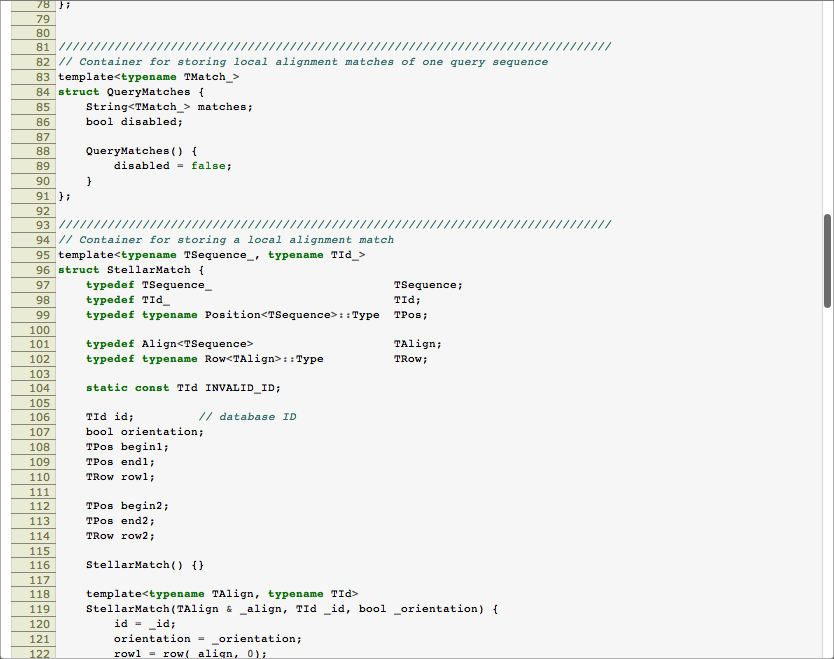 78 };
79
80
81 ///////////////////////////////////////////////////////////////////////////////
82 // Container for storing local alignment matches of one query sequence
83 template<typename TMatch_>
84 struct QueryMatches {
85     String<TMatch_> matches;
86     bool disabled;
87
88     QueryMatches() {
89         disabled = false;
90     }
91 };
92
93 ///////////////////////////////////////////////////////////////////////////////
94 // Container for storing a local alignment match
95 template<typename TSequence_, typename TId_>
96 struct StellarMatch {
97     typedef TSequence_                          TSequence;
98     typedef TId_                                TId;
99     typedef typename Position<TSequence>::Type  TPos;
100
101     typedef Align<TSequence>                    TAlign;
102     typedef typename Row<TAlign>::Type          TRow;
103
104     static const TId INVALID_ID;
105
106     TId id;         // database ID
107     bool orientation;
108     TPos begin1;
109     TPos end1;
110     TRow row1;
111
112     TPos begin2;
113     TPos end2;
114     TRow row2;
115
116     StellarMatch() {}
117
118     template<typename TAlign, typename TId>
119     StellarMatch(TAlign & _align, TId _id, bool _orientation) {
120         id = _id;
121         orientation = _orientation;
122         row1 = row(_align, 0);